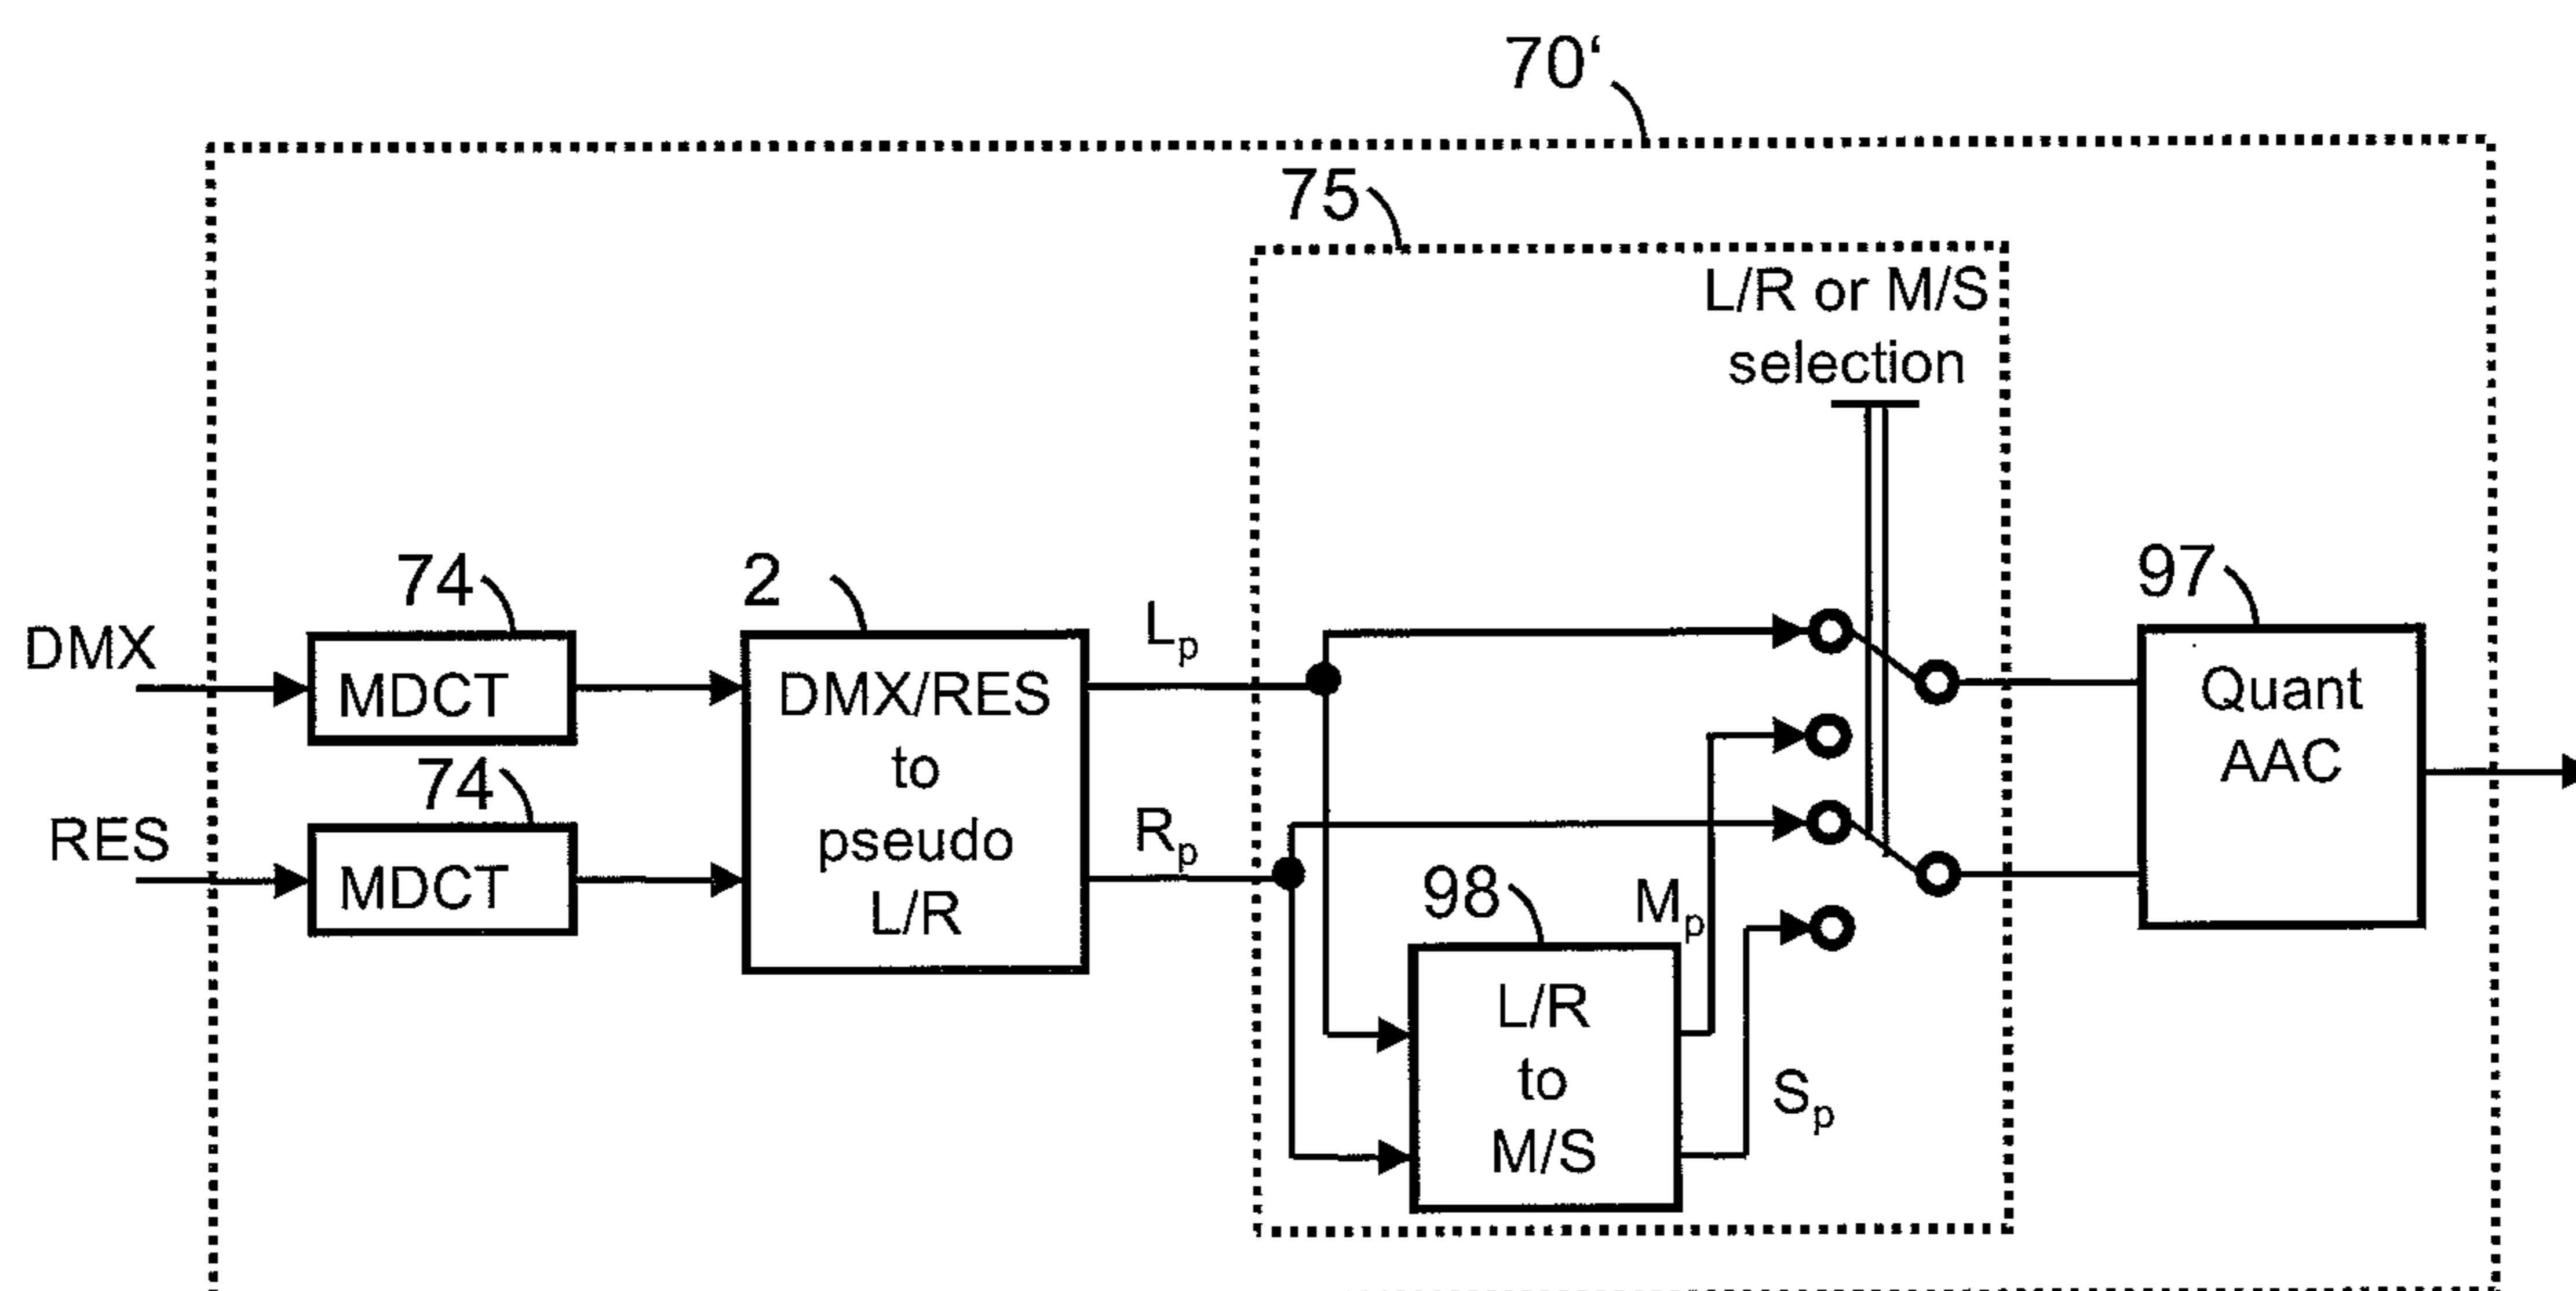 70‘
75
L/R or M/S
selection
74
2
97
DMX
MDCT
DMX/RES
to
pseudo
L/R
Lp
Quant
AAC
74
RES
MDCT
Rp
98
Mp
L/R
to
M/S
Sp